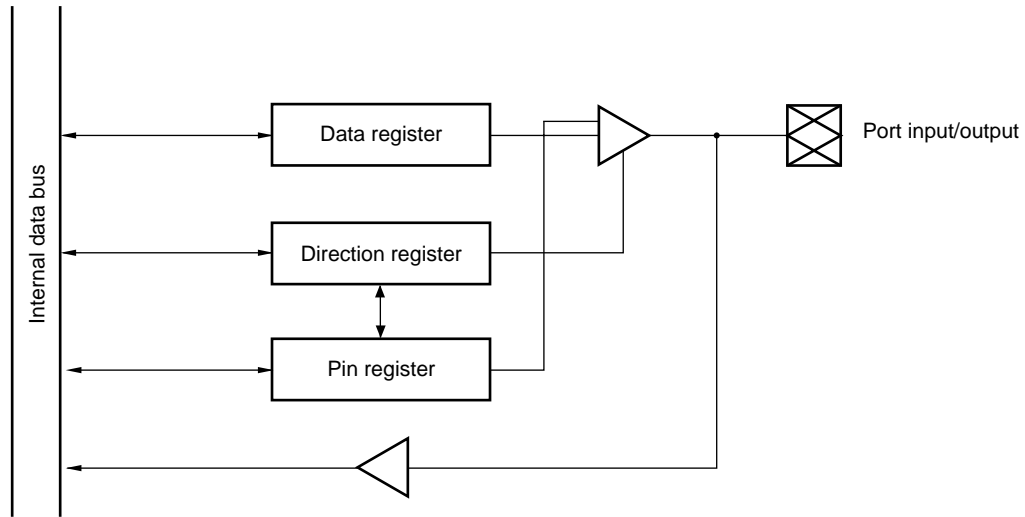 Internal data bus
Data register
Port input/output
Direction register
Pin register